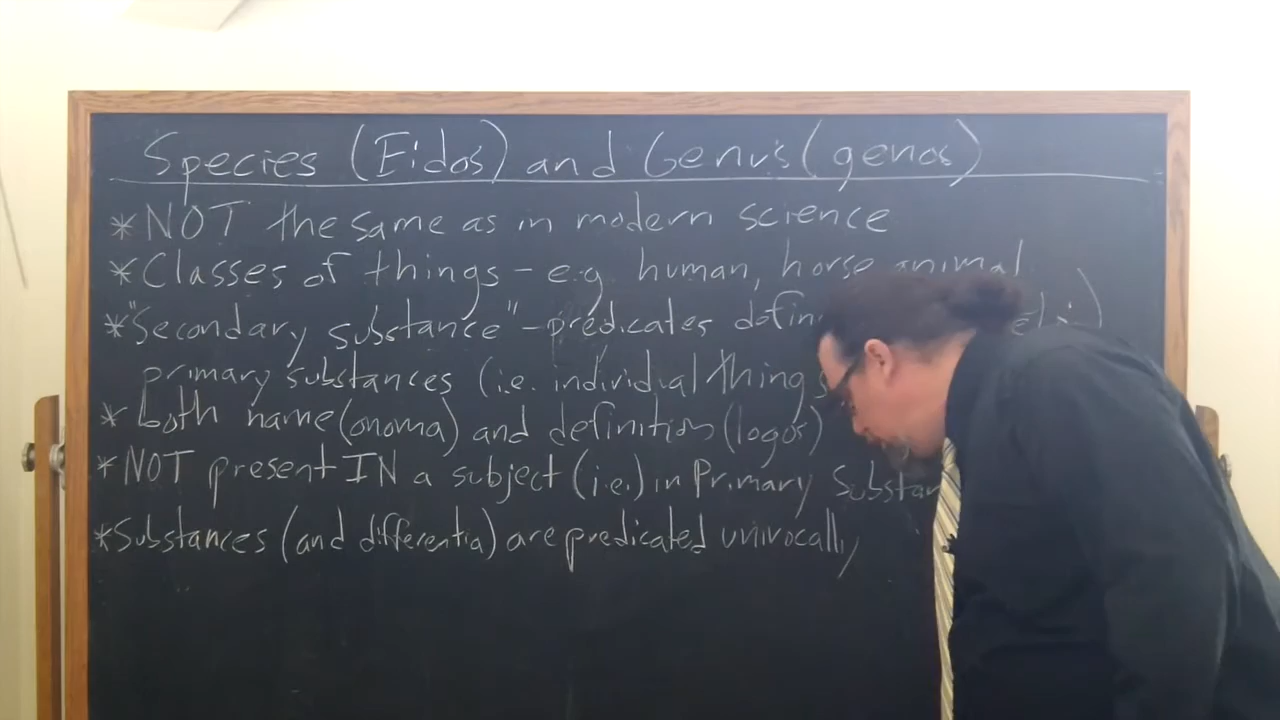 Species (Eidos) and Genus (genos)
*NOT the same as in modern science
*Classes of things - e.g. human, horse animal
*"Secondary substance" - predicates
primary substances (i.e. individual things
* both name (onoma) and definition (logos)
*NOT present IN a subject (i.e.) in Primary
*Substances (and differentia) are predicated univocally